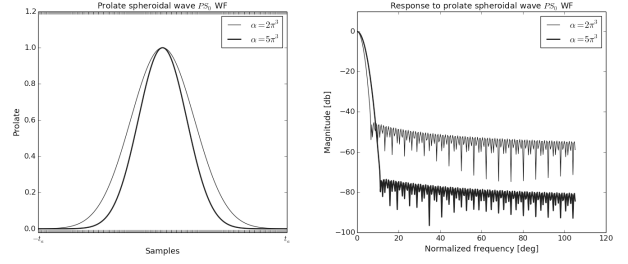 Prolate spheroidal wave PS₀ WF
1.2
1.0
0.8
0.6
0.4
0.2
0.0
Prolate
α=2π³
α=5π³
−tₐ
tₐ
Samples
Response to prolate spheroidal wave PS₀ WF
0
−20
−40
−60
−80
−100
Magnitude [db]
α=2π³
α=5π³
0
20
40
60
80
100
120
Normalized frequency [deg]